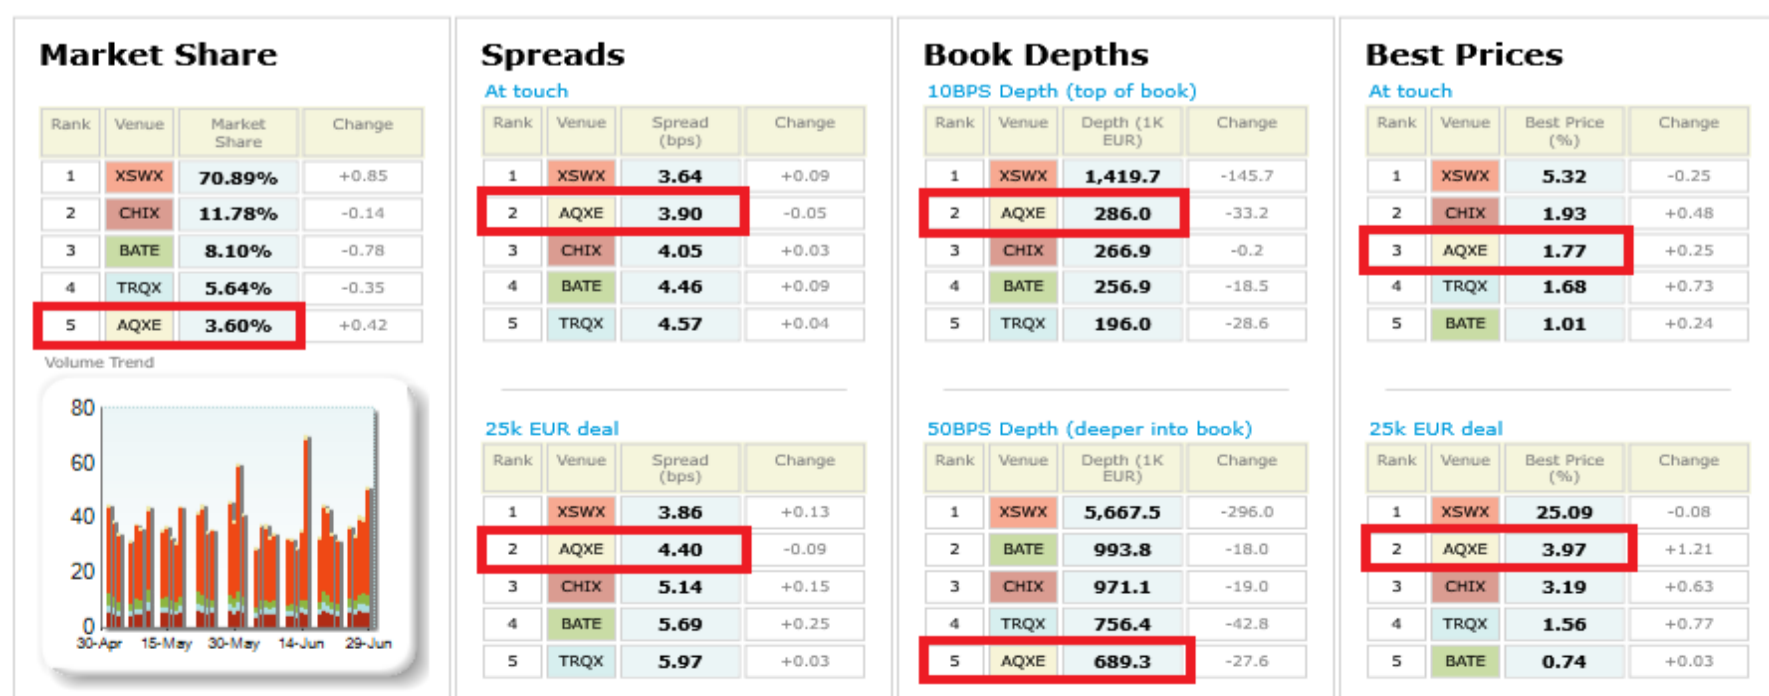 Market Share
Rank Venue Market Share Change
1 XSWX 70.89% +0.85
2 CHIX 11.78% -0.14
3 BATE 8.10% -0.78
4 TRQX 5.64% -0.35
5 AQXE 3.60% +0.42
Volume Trend
80
60
40
20
0
30-Apr 15-May 30-May 14-Jun 29-Jun
Spreads
At touch
Rank Venue Spread (bps) Change
1 XSWX 3.64 +0.09
2 AQXE 3.90 -0.05
3 CHIX 4.05 +0.03
4 BATE 4.46 +0.09
5 TRQX 4.57 +0.04
25k EUR deal
Rank Venue Spread (bps) Change
1 XSWX 3.86 +0.13
2 AQXE 4.40 -0.09
3 CHIX 5.14 +0.15
4 BATE 5.69 +0.25
5 TRQX 5.97 +0.03
Book Depths
10BPS Depth (top of book)
Rank Venue Depth (1K EUR) Change
1 XSWX 1,419.7 -145.7
2 AQXE 286.0 -33.2
3 CHIX 266.9 -0.2
4 BATE 256.9 -18.5
5 TRQX 196.0 -28.6
50BPS Depth (deeper into book)
Rank Venue Depth (1K EUR) Change
1 XSWX 5,667.5 -296.0
2 BATE 993.8 -18.0
3 CHIX 971.1 -19.0
4 TRQX 756.4 -42.8
5 AQXE 689.3 -27.6
Best Prices
At touch
Rank Venue Best Price (%) Change
1 XSWX 5.32 -0.25
2 CHIX 1.93 +0.48
3 AQXE 1.77 +0.25
4 TRQX 1.68 +0.73
5 BATE 1.01 +0.24
25k EUR deal
Rank Venue Best Price (%) Change
1 XSWX 25.09 -0.08
2 AQXE 3.97 +1.21
3 CHIX 3.19 +0.63
4 TRQX 1.56 +0.77
5 BATE 0.74 +0.03